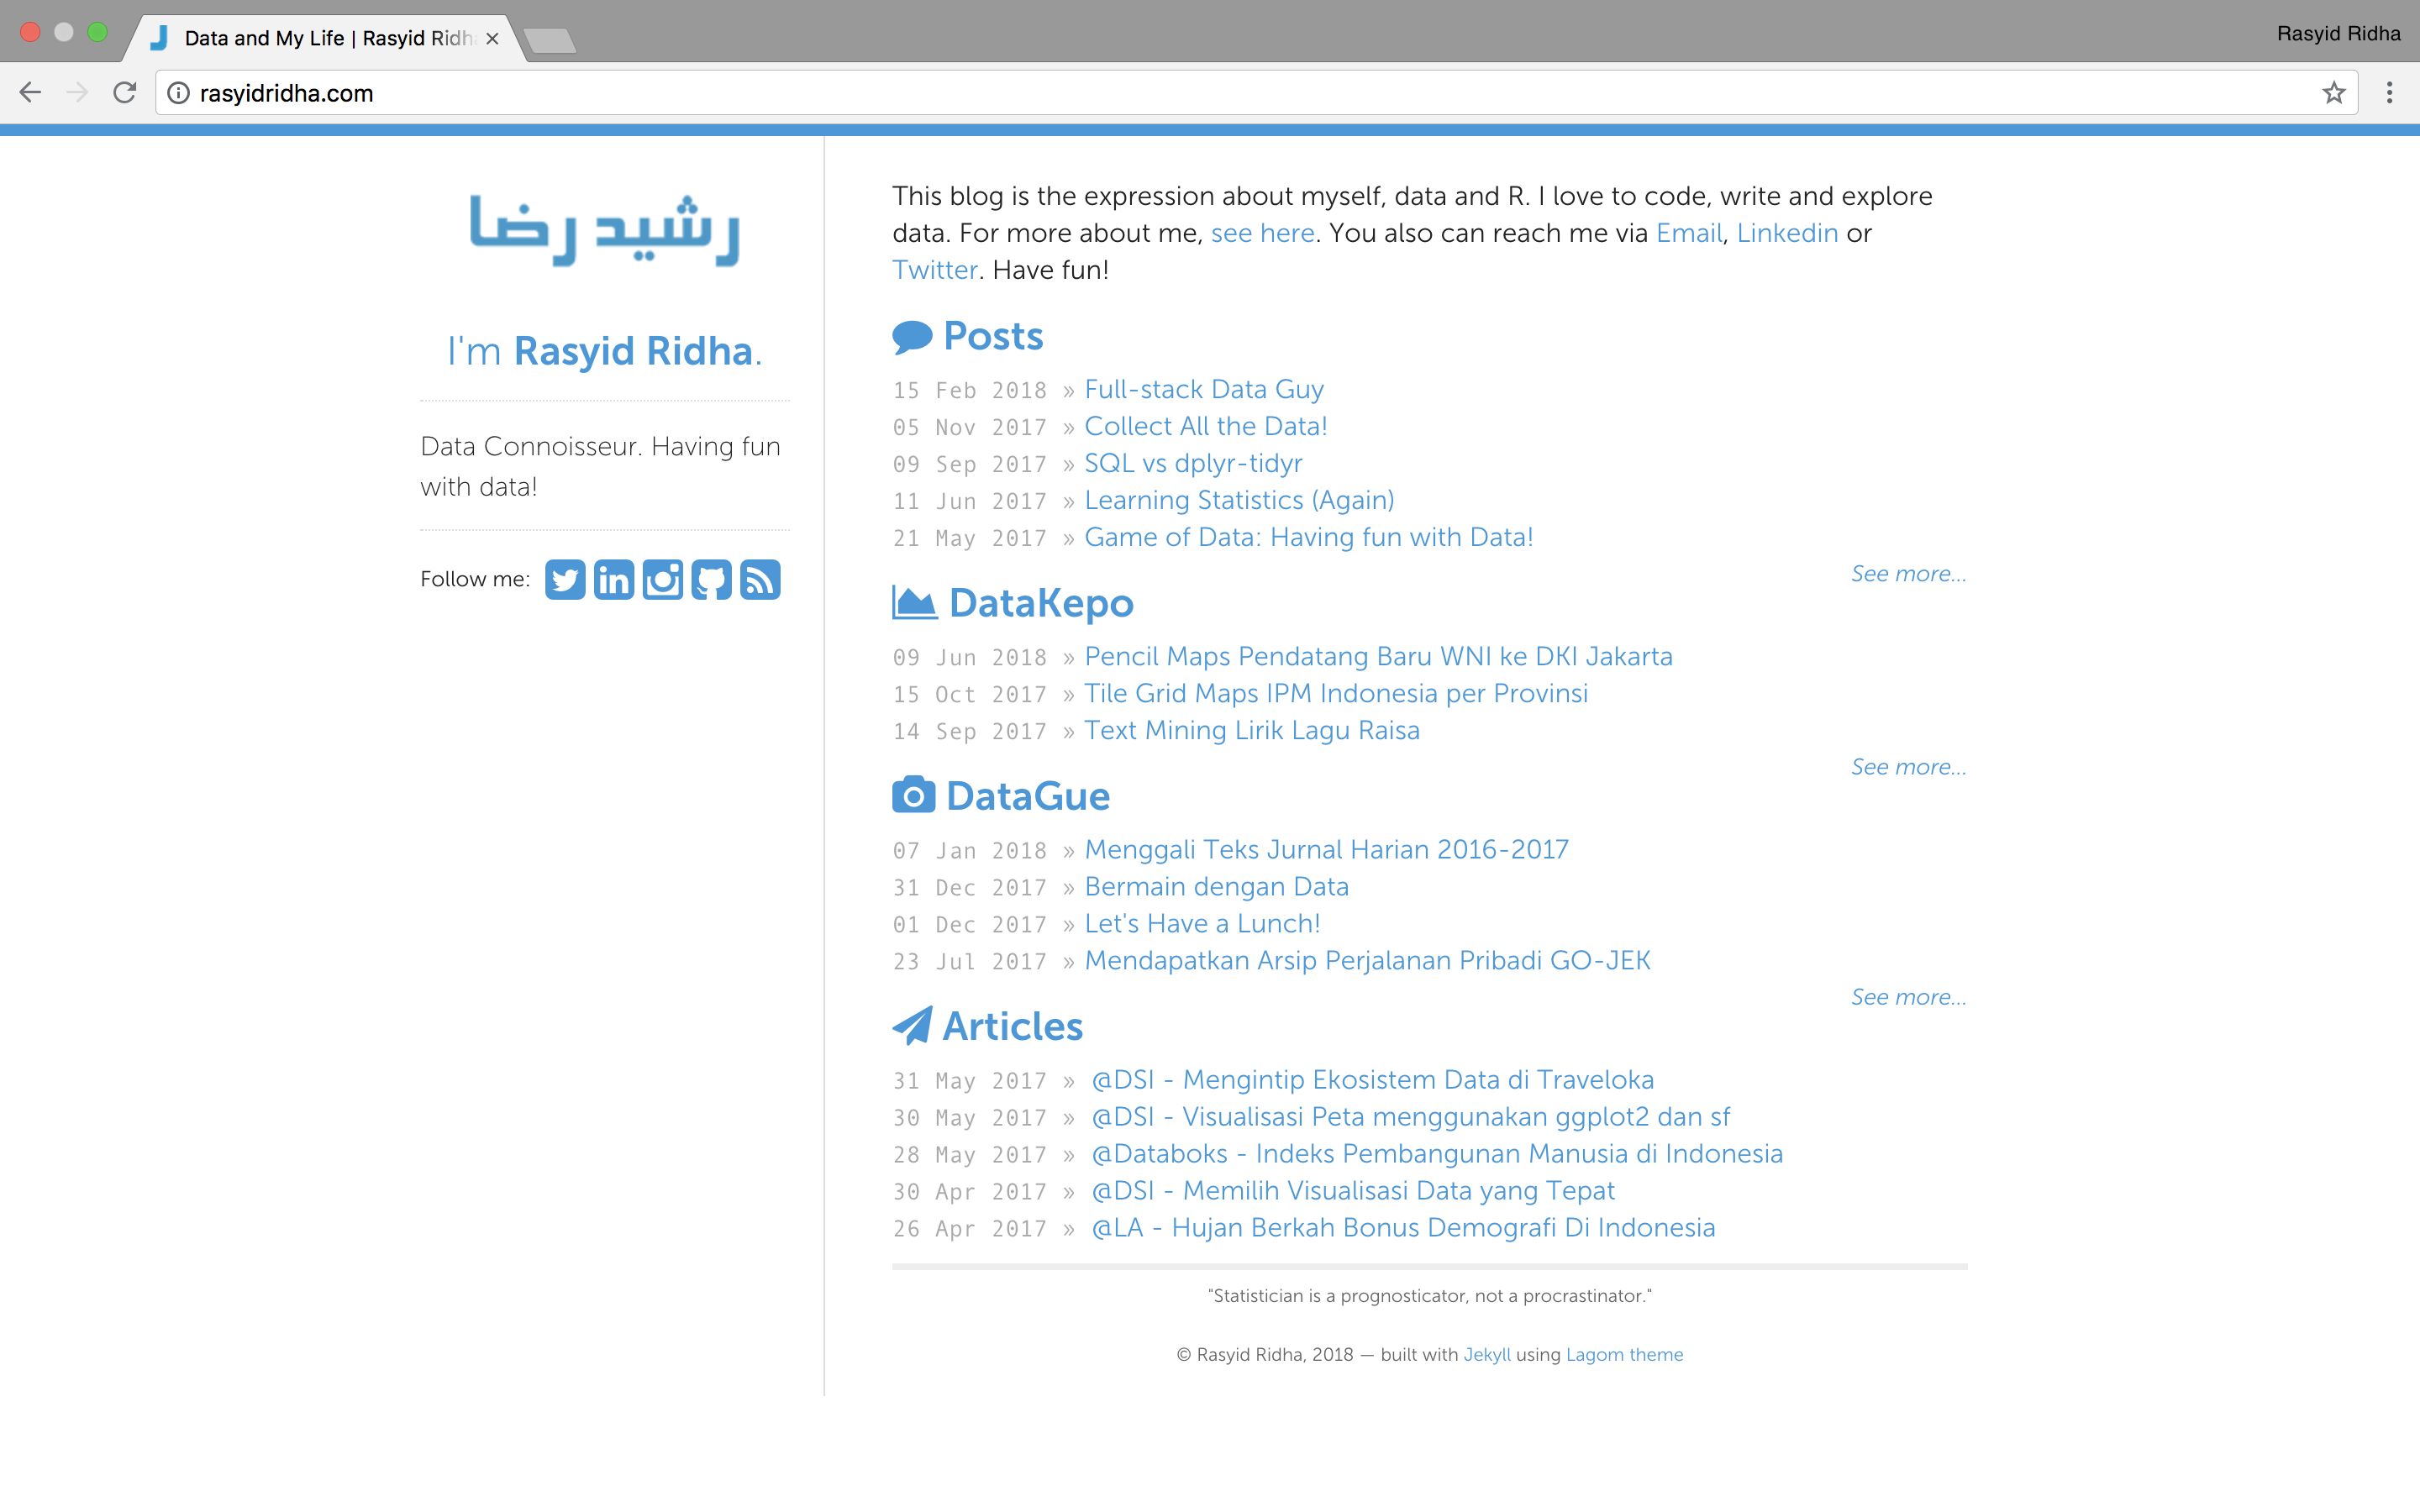 Data and My Life | Rasyid Ridh
Rasyid Ridha
rasyidridha.com
رشيد رضا
I'm Rasyid Ridha.
Data Connoisseur. Having fun
with data!
Follow me:
This blog is the expression about myself, data and R. I love to code, write and explore
data. For more about me, see here. You also can reach me via Email, Linkedin or
Twitter. Have fun!
Posts
15 Feb 2018 » Full-stack Data Guy
05 Nov 2017 » Collect All the Data!
09 Sep 2017 » SQL vs dplyr-tidyr
11 Jun 2017 » Learning Statistics (Again)
21 May 2017 » Game of Data: Having fun with Data!
See more...
DataKepo
09 Jun 2018 » Pencil Maps Pendatang Baru WNI ke DKI Jakarta
15 Oct 2017 » Tile Grid Maps IPM Indonesia per Provinsi
14 Sep 2017 » Text Mining Lirik Lagu Raisa
See more...
DataGue
07 Jan 2018 » Menggali Teks Jurnal Harian 2016-2017
31 Dec 2017 » Bermain dengan Data
01 Dec 2017 » Let's Have a Lunch!
23 Jul 2017 » Mendapatkan Arsip Perjalanan Pribadi GO-JEK
See more...
Articles
31 May 2017 » @DSI - Mengintip Ekosistem Data di Traveloka
30 May 2017 » @DSI - Visualisasi Peta menggunakan ggplot2 dan sf
28 May 2017 » @Databoks - Indeks Pembangunan Manusia di Indonesia
30 Apr 2017 » @DSI - Memilih Visualisasi Data yang Tepat
26 Apr 2017 » @LA - Hujan Berkah Bonus Demografi Di Indonesia
"Statistician is a prognosticator, not a procrastinator."
© Rasyid Ridha, 2018 — built with Jekyll using Lagom theme